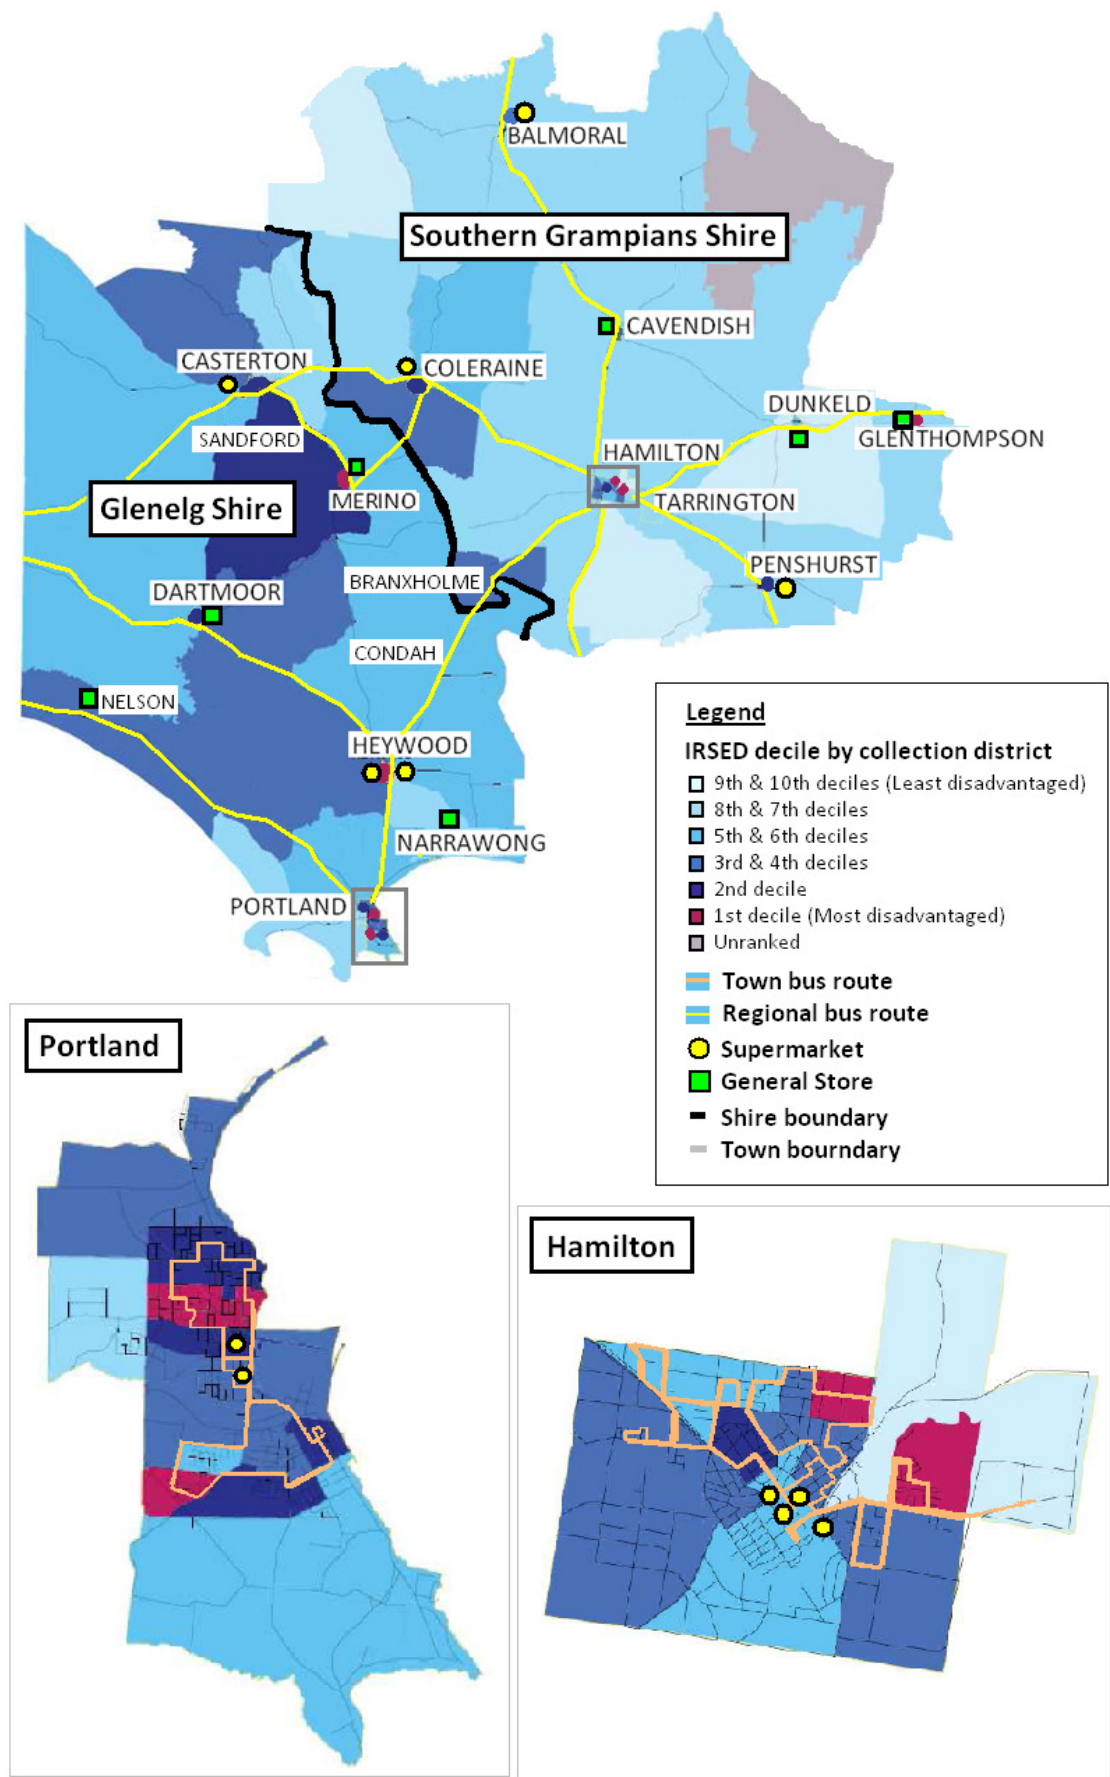 BALMORAL
Southern Grampians Shire
CAVENDISH
CASTERTON
COLERAINE
DUNKELD
SANDFORD
GLENTHOMPSON
HAMILTON
MERINO
Glenelg Shire
TARRINGTON
PENSHURST
BRANXHOLME
DARTMOOR
CONDAH
NELSON
HEYWOOD
NARRAWONG
PORTLAND
Legend
IRSED decile by collection district
9th & 10th deciles (Least disadvantaged)
8th & 7th deciles
5th & 6th deciles
3rd & 4th deciles
2nd decile
1st decile (Most disadvantaged)
Unranked
Town bus route
Regional bus route
Supermarket
General Store
Shire boundary
Town bourndary
Portland
Hamilton